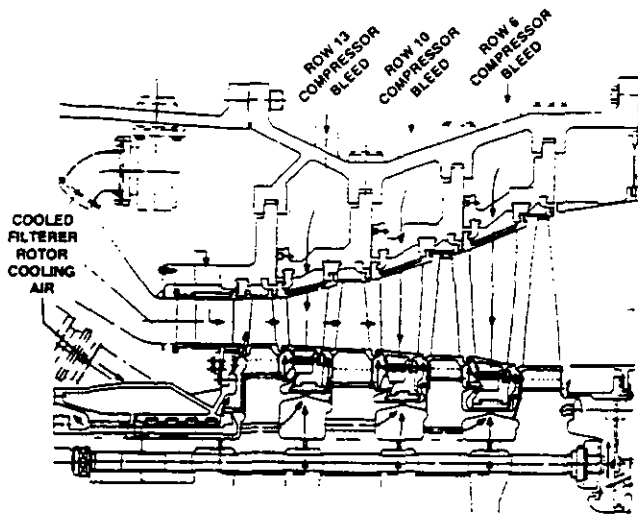 ROW 13
COMPRESSOR
BLEED
ROW 10
COMPRESSOR
BLEED
ROW 6
COMPRESSOR
BLEED
COOLED
FILTERER
ROTOR
COOLING
AIR